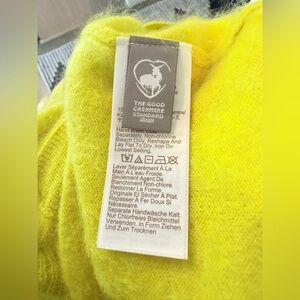 THE GOOD
CASHMERE
STANDARD
Hand Wash Cold
Separately. Non-chlorine
Bleach Only. Reshape And
Lay Flat To Dry. Iron On
Lowest Setting.
Laver Séparément À La
Main À L'eau Froide.
Seulement Agent De
Blanchiment Non-chlore.
Redonner La Forme
Originale Et Sécher À Plat.
Repasser À Fer Doux Si
Nécessaire.
Separate Handwäsche Kalt.
Nur Chlorfreies Bleichmittel
Verwenden. In Form Ziehen
Und Zum Trocknen